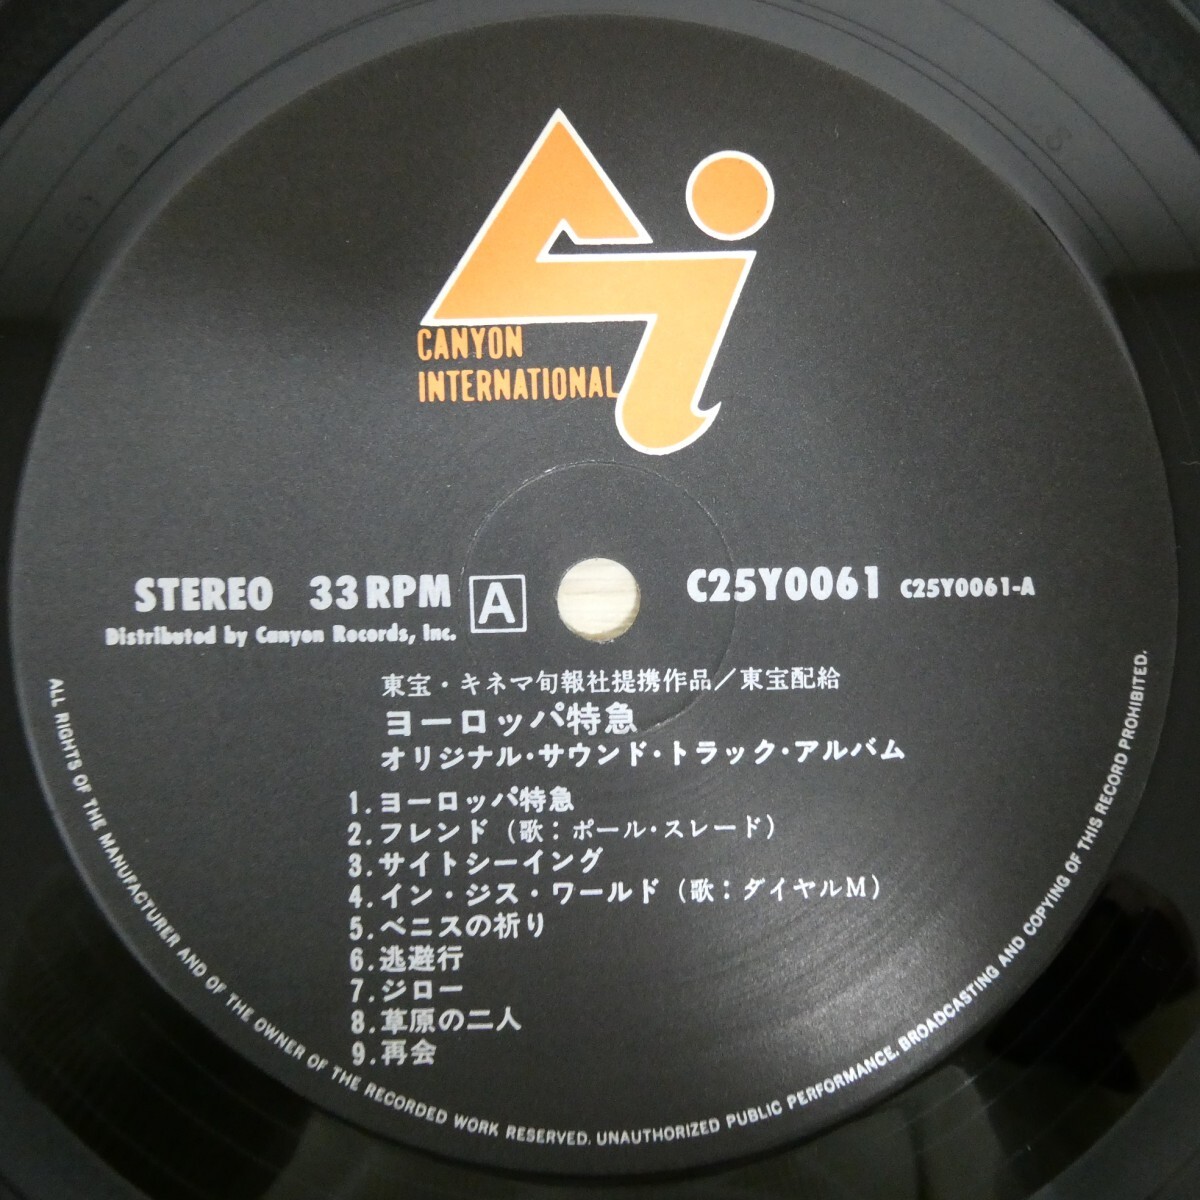 CANYON
INTERNATIONAL
STEREO 33 RPM A C25Y0061 C25Y0061-A
Distributed by Canyon Records, Inc.
東宝・キネマ旬報社提携作品／東宝配給
ヨーロッパ特急
オリジナル・サウンド・トラック・アルバム
1.ヨーロッパ特急
2.フレンド（歌：ポール・スレード）
3.サイトシーイング
4.イン・ジス・ワールド（歌：ダイヤルM）
5.ベニスの祈り
6.逃避行
7.ジロー
8.草原の二人
9.再会
ALL RIGHTS OF THE MANUFACTURER AND OF THE OWNER OF THE RECORDED WORK RESERVED. UNAUTHORIZED PUBLIC PERFORMANCE, BROADCASTING AND COPYING OF THIS RECORD PROHIBITED.